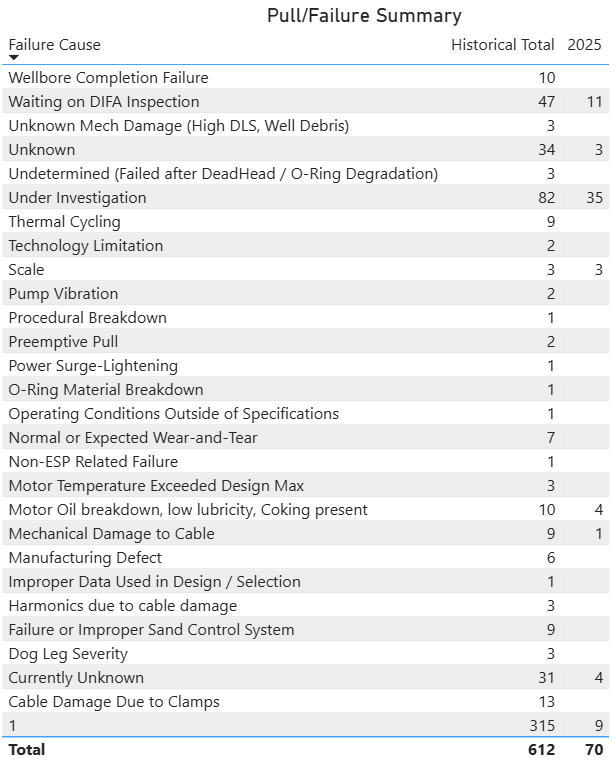 Pull/Failure Summary
Failure Cause Historical Total 2025
Wellbore Completion Failure 10
Waiting on DIFA Inspection 47 11
Unknown Mech Damage (High DLS, Well Debris) 3
Unknown 34 3
Undetermined (Failed after DeadHead / O-Ring Degradation) 3
Under Investigation 82 35
Thermal Cycling 9
Technology Limitation 2
Scale 3 3
Pump Vibration 2
Procedural Breakdown 1
Preemptive Pull 2
Power Surge-Lightening 1
O-Ring Material Breakdown 1
Operating Conditions Outside of Specifications 1
Normal or Expected Wear-and-Tear 7
Non-ESP Related Failure 1
Motor Temperature Exceeded Design Max 3
Motor Oil breakdown, low lubricity, Coking present 10 4
Mechanical Damage to Cable 9 1
Manufacturing Defect 6
Improper Data Used in Design / Selection 1
Harmonics due to cable damage 3
Failure or Improper Sand Control System 9
Dog Leg Severity 3
Currently Unknown 31 4
Cable Damage Due to Clamps 13
1 315 9
Total 612 70